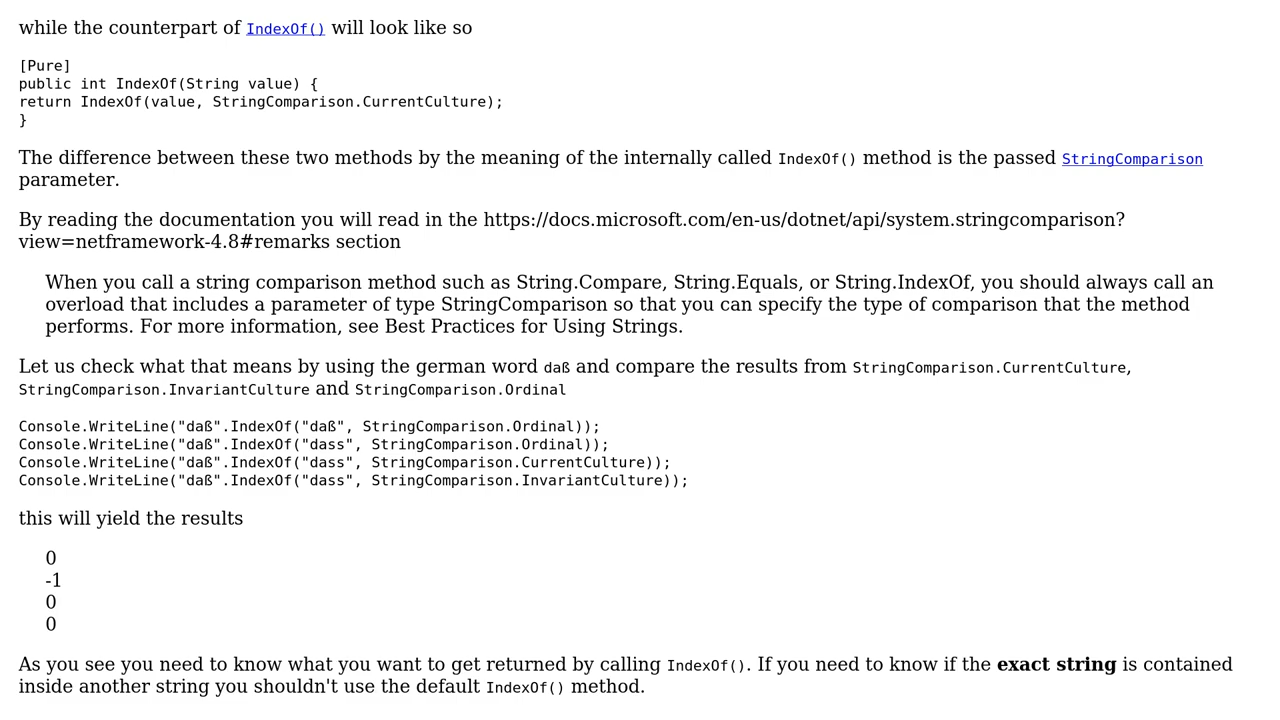 while the counterpart of IndexOf() will look like so
[Pure]
public int IndexOf(String value) {
return IndexOf(value, StringComparison.CurrentCulture);
}
The difference between these two methods by the meaning of the internally called IndexOf() method is the passed StringComparison
parameter.
By reading the documentation you will read in the https://docs.microsoft.com/en-us/dotnet/api/system.stringcomparison?
view=netframework-4.8#remarks section
When you call a string comparison method such as String.Compare, String.Equals, or String.IndexOf, you should always call an
overload that includes a parameter of type StringComparison so that you can specify the type of comparison that the method
performs. For more information, see Best Practices for Using Strings.
Let us check what that means by using the german word daß and compare the results from StringComparison.CurrentCulture,
StringComparison.InvariantCulture and StringComparison.Ordinal
Console.WriteLine("daß".IndexOf("daß", StringComparison.Ordinal));
Console.WriteLine("daß".IndexOf("dass", StringComparison.Ordinal));
Console.WriteLine("daß".IndexOf("dass", StringComparison.CurrentCulture));
Console.WriteLine("daß".IndexOf("dass", StringComparison.InvariantCulture));
this will yield the results
0
-1
0
0
As you see you need to know what you want to get returned by calling IndexOf(). If you need to know if the exact string is contained
inside another string you shouldn't use the default IndexOf() method.